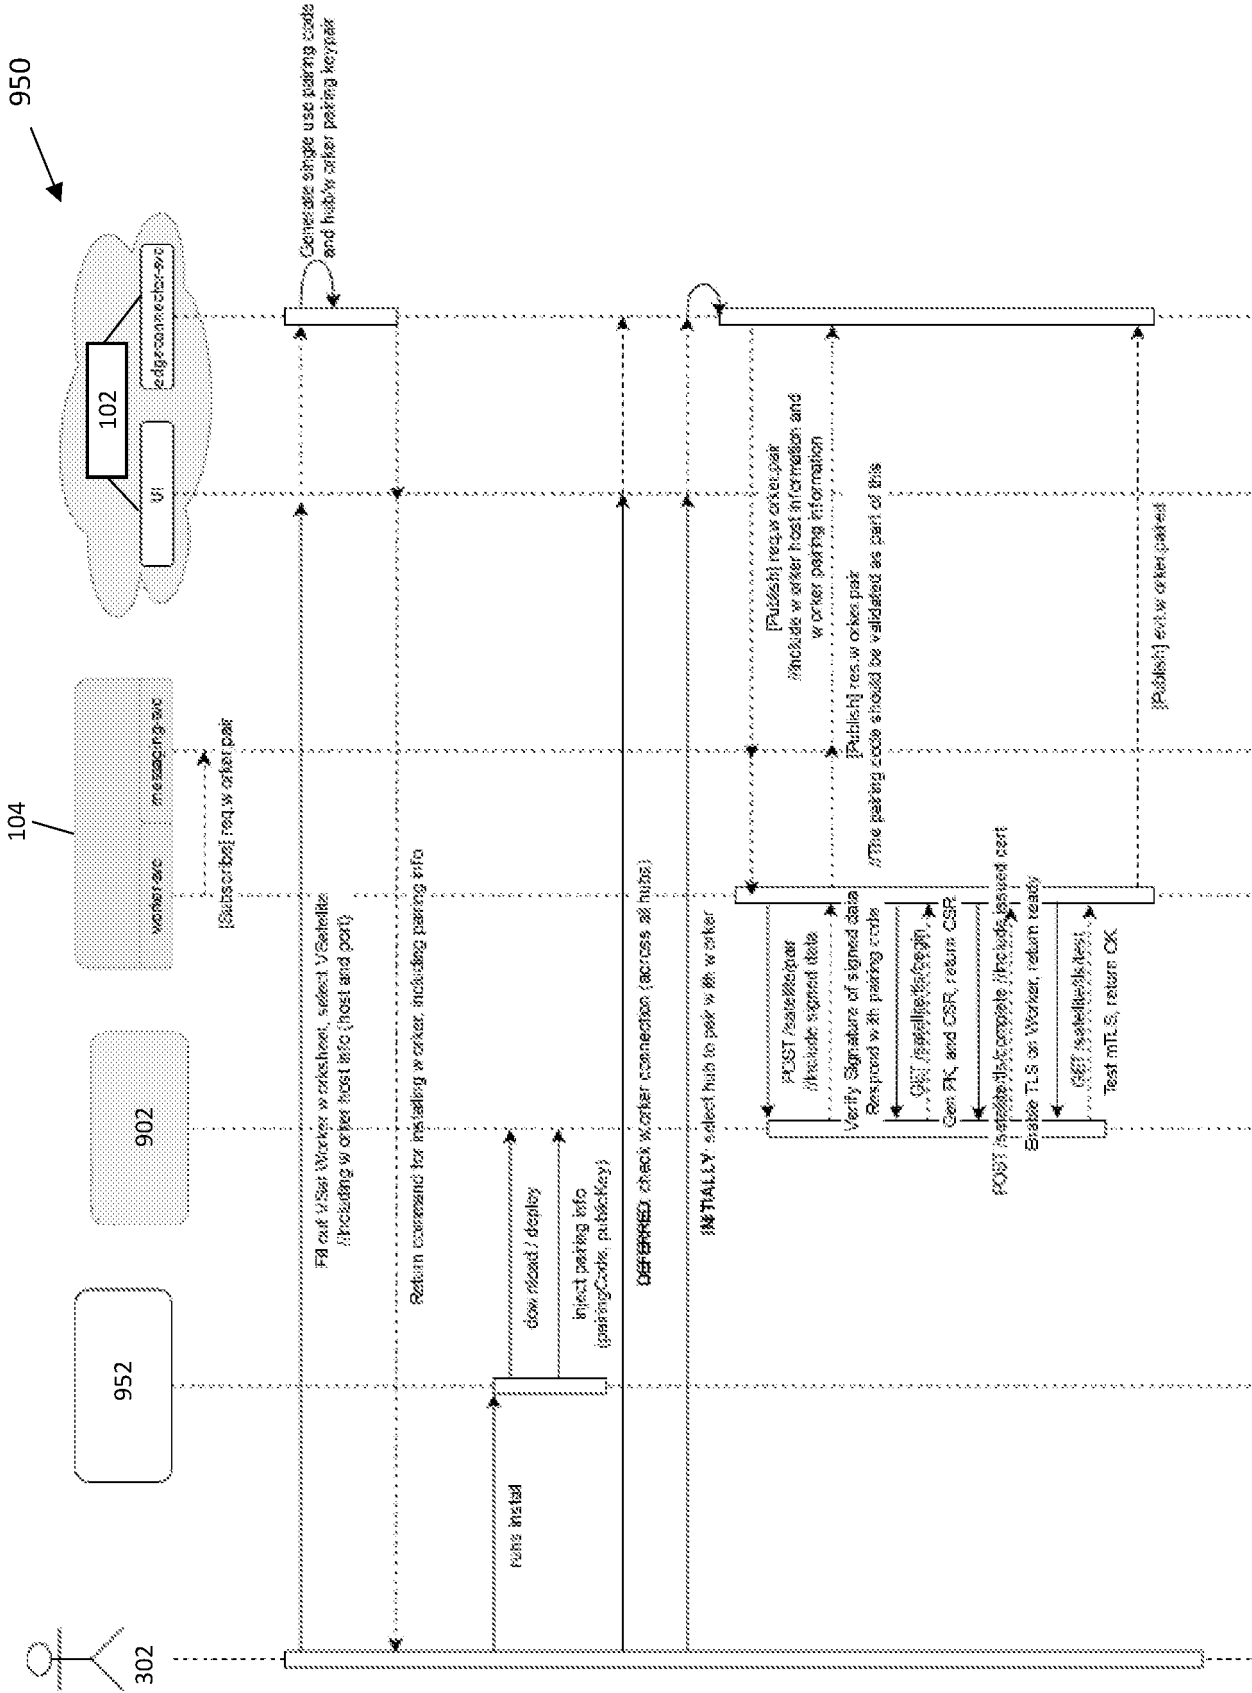 950
102
UI
edge-connector-svc
104
worker-svc
messaging-svc
902
952
302
[Subscribe] req.worker.pair
Generate single use pairing code
and hub/worker pairing keypair
Fill out VSat Worker worksheet, select VSatellite
//Including worker host info (host and port)
Return command for installing worker, including pairing info
runs install
download / deploy
inject pairing info
(pairingCode, publicKey)
DEFERRED: check worker connection (across all hubs)
INITIALLY: select hub to pair with worker
[Publish] req.worker.pair
//Include worker host information and
worker pairing information
[Publish] res.worker.pair
//The pairing code should be validated as part of this
POST /satellite/pair
//Include signed data
Verify Signature of signed data
Respond with pairing code
GET /satellite/tls/begin
Gen PK, and CSR, return CSR
POST /satellite/tls/complete //Include issued cert
Enable TLS on Worker, return ready
GET /satellite/tls/test
Test mTLS, return OK
[Publish] evt.worker.paired